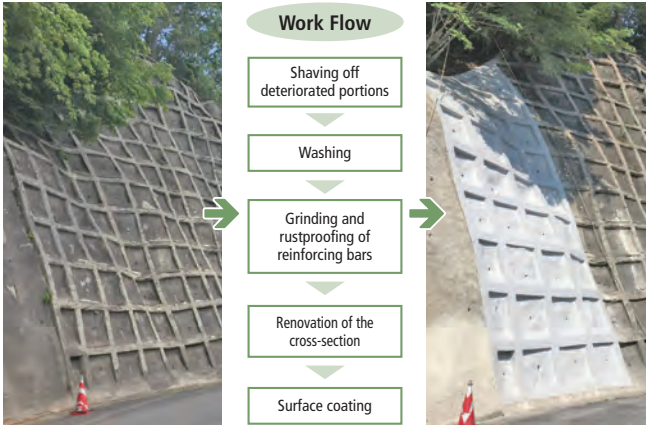 Work Flow
Shaving off
deteriorated portions
Washing
Grinding and
rustproofing of
reinforcing bars
Renovation of the
cross-section
Surface coating